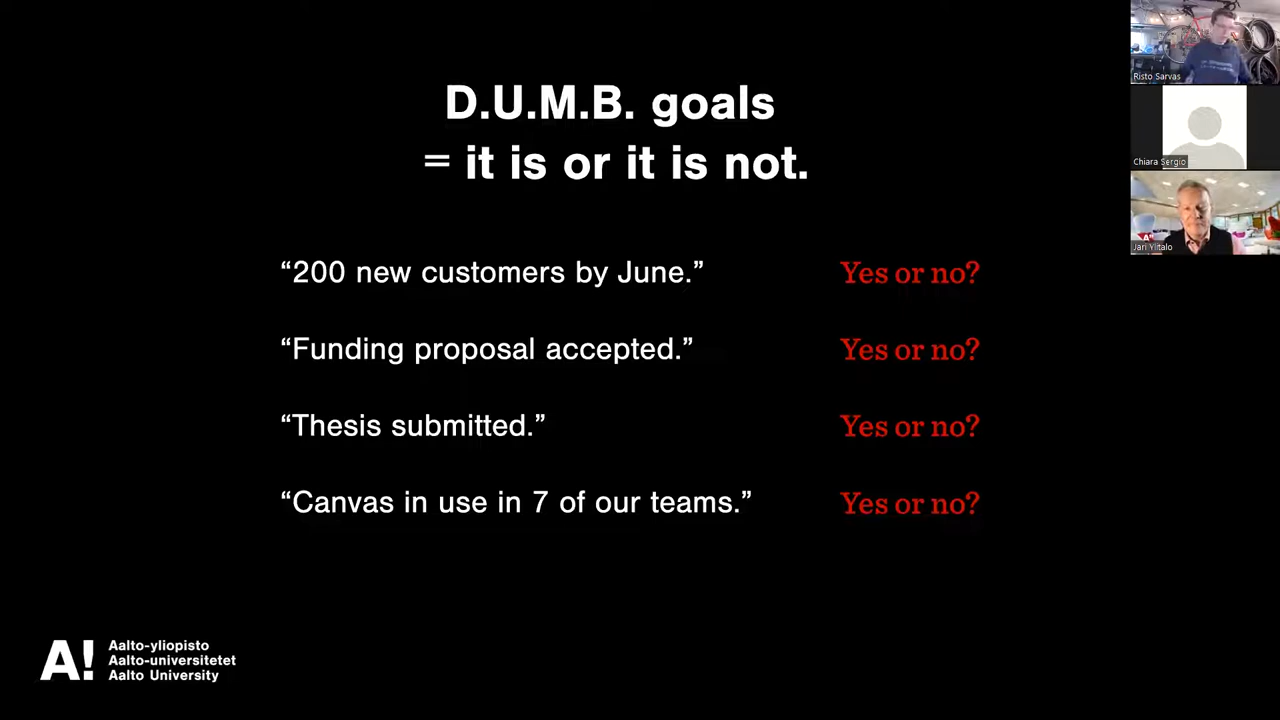 D.U.M.B. goals
= it is or it is not.
“200 new customers by June.” Yes or no?
“Funding proposal accepted.” Yes or no?
“Thesis submitted.” Yes or no?
“Canvas in use in 7 of our teams.” Yes or no?
A! Aalto-yliopisto
Aalto-universitetet
Aalto University
Risto Sarvas
Chiara Sergio
Jari Ylitalo